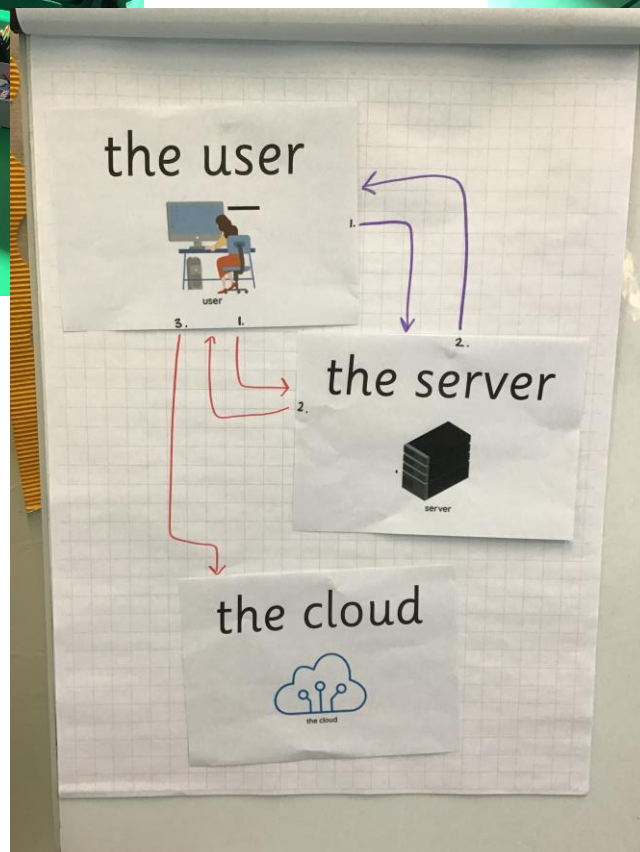 the user
1.
user
3. 1.
2.
the server
2.
server
the cloud
the cloud